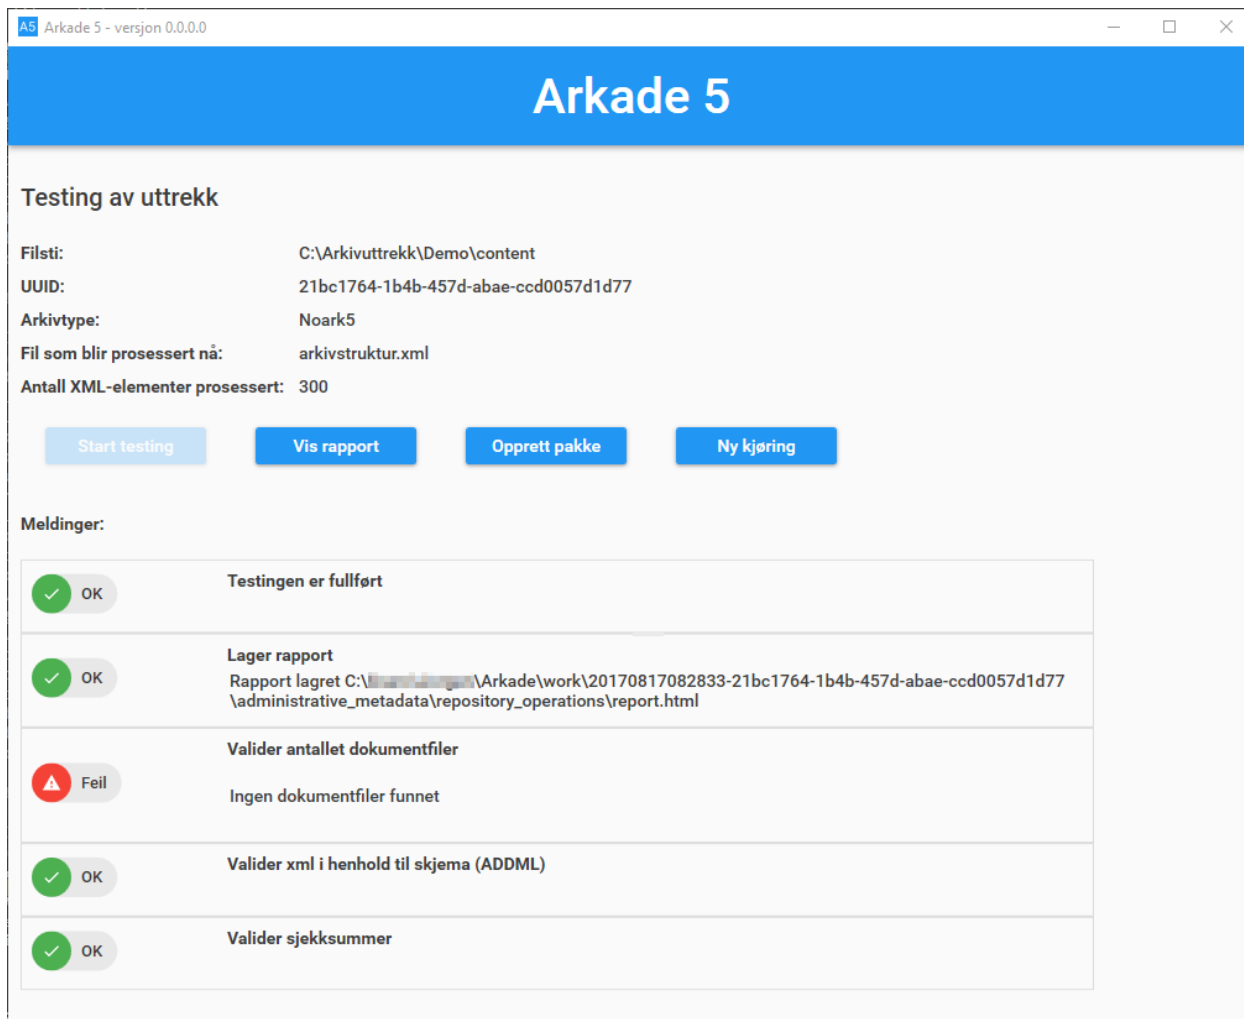 A5 Arkade 5 - versjon 0.0.0.0
Arkade 5
Testing av uttrekk
Filsti: C:\Arkivuttrekk\Demo\content
UUID: 21bc1764-1b4b-457d-abae-ccd0057d1d77
Arkivtype: Noark5
Fil som blir prosessert nå: arkivstruktur.xml
Antall XML-elementer prosessert: 300
Start testing Vis rapport Opprett pakke Ny kjøring
Meldinger:
OK Testingen er fullført
Lager rapport
OK Rapport lagret C:\ \Arkade\work\20170817082833-21bc1764-1b4b-457d-abae-ccd0057d1d77
\administrative_metadata\repository_operations\report.html
Valider antallet dokumentfiler
Feil
Ingen dokumentfiler funnet
Valider xml i henhold til skjema (ADDML)
OK
Valider sjekksummer
OK